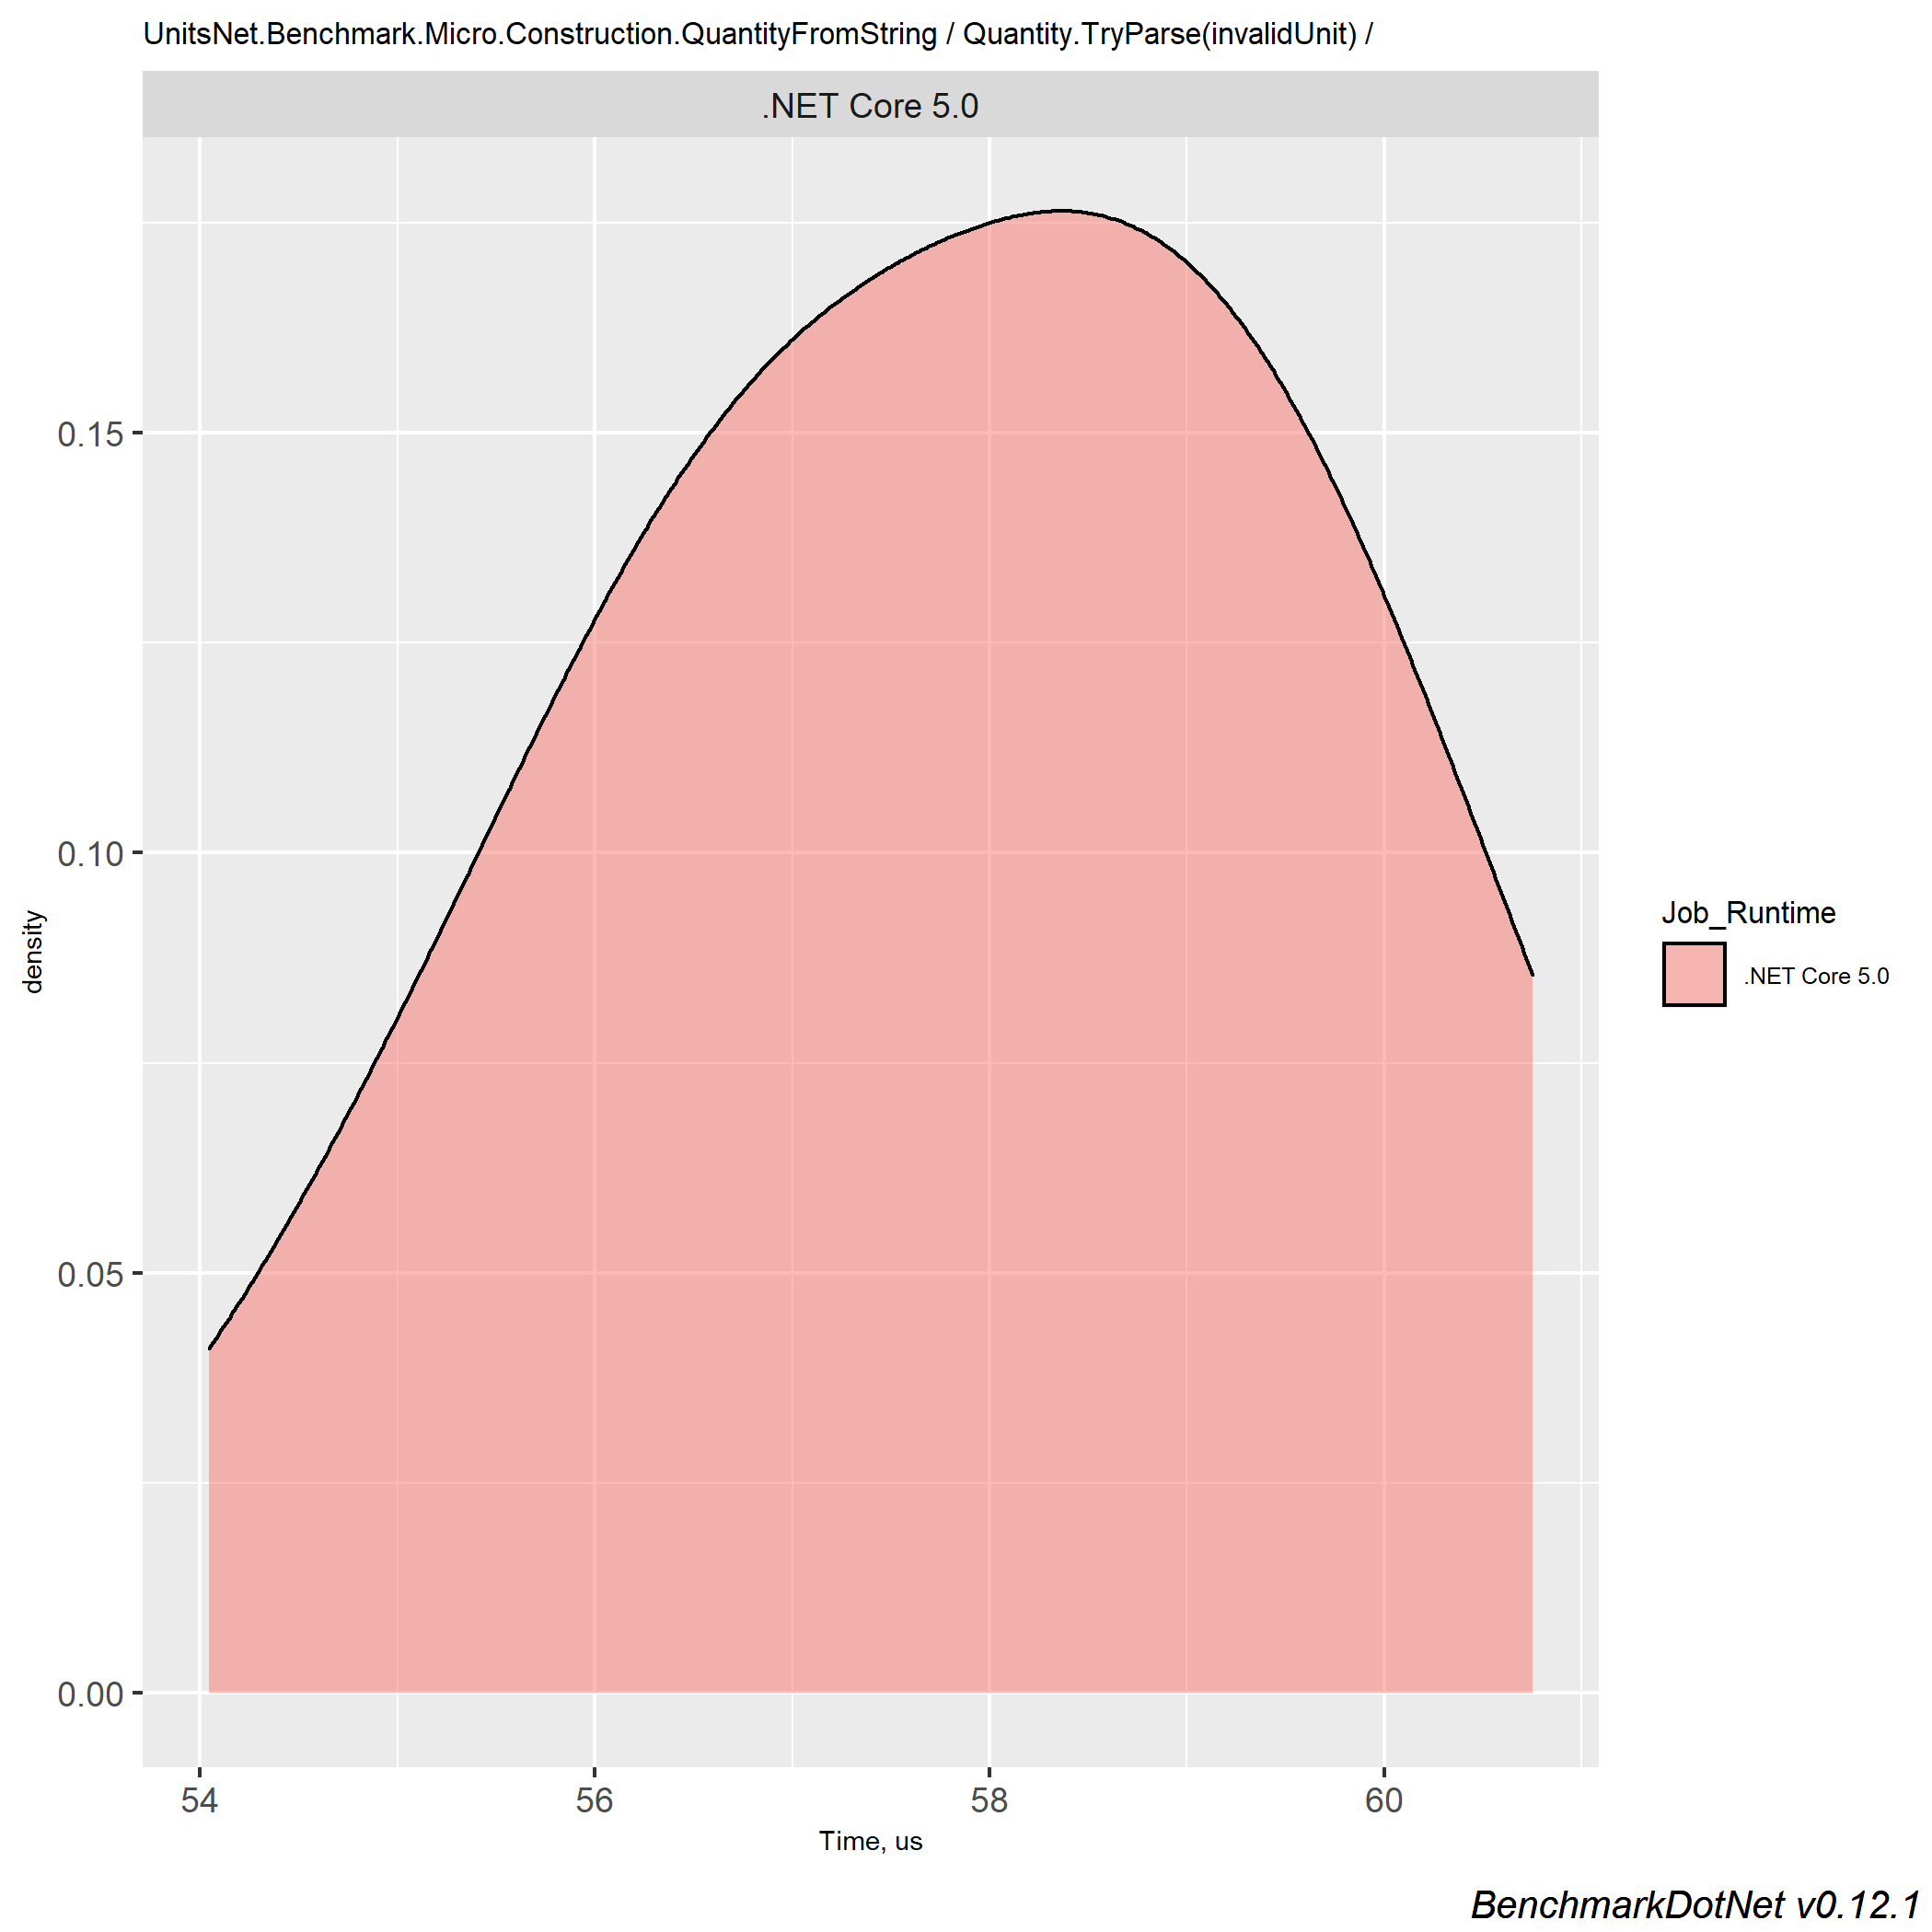 UnitsNet.Benchmark.Micro.Construction.QuantityFromString / Quantity.TryParse(invalidUnit) /
.NET Core 5.0
0.15
0.10
0.05
0.00
density
54 56 58 60
Time, us
Job_Runtime
.NET Core 5.0
BenchmarkDotNet v0.12.1